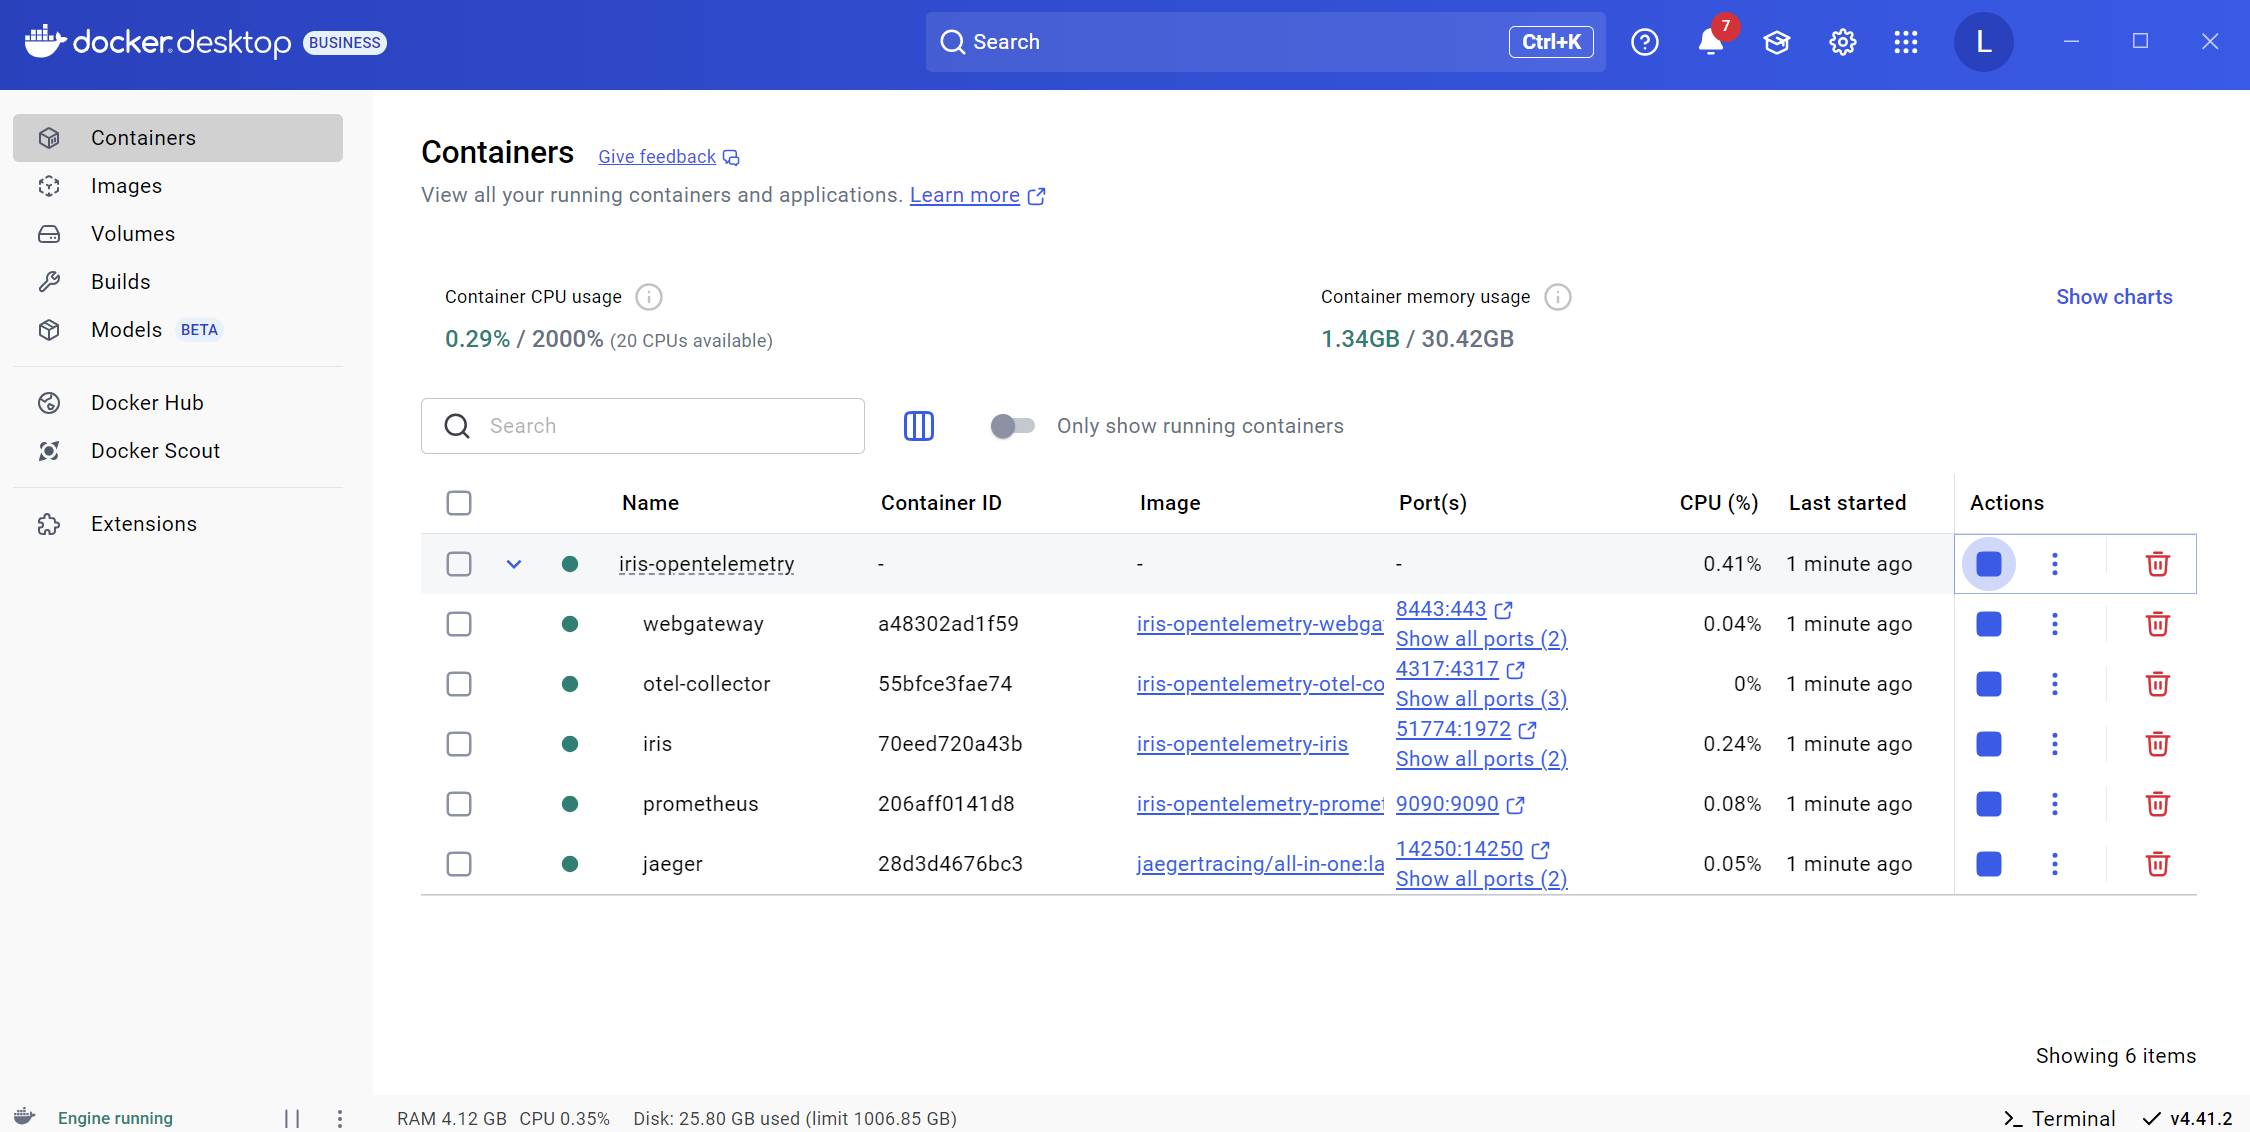 docker.desktop BUSINESS
Search Ctrl+K
7
L
Containers
Images
Volumes
Builds
Models BETA
Docker Hub
Docker Scout
Extensions
Containers Give feedback
View all your running containers and applications. Learn more
Container CPU usage
0.29% / 2000% (20 CPUs available)
Container memory usage
1.34GB / 30.42GB
Show charts
Search
Only show running containers
Name Container ID Image Port(s) CPU (%) Last started Actions
iris-opentelemetry - - - 0.41% 1 minute ago
webgateway a48302ad1f59 iris-opentelemetry-webga 8443:443 0.04% 1 minute ago
Show all ports (2)
otel-collector 55bfce3fae74 iris-opentelemetry-otel-co 4317:4317 0% 1 minute ago
Show all ports (3)
iris 70eed720a43b iris-opentelemetry-iris 51774:1972 0.24% 1 minute ago
Show all ports (2)
prometheus 206aff0141d8 iris-opentelemetry-promet 9090:9090 0.08% 1 minute ago
jaeger 28d3d4676bc3 jaegertracing/all-in-one:la 14250:14250 0.05% 1 minute ago
Show all ports (2)
Showing 6 items
Engine running
RAM 4.12 GB CPU 0.35% Disk: 25.80 GB used (limit 1006.85 GB)
Terminal v4.41.2